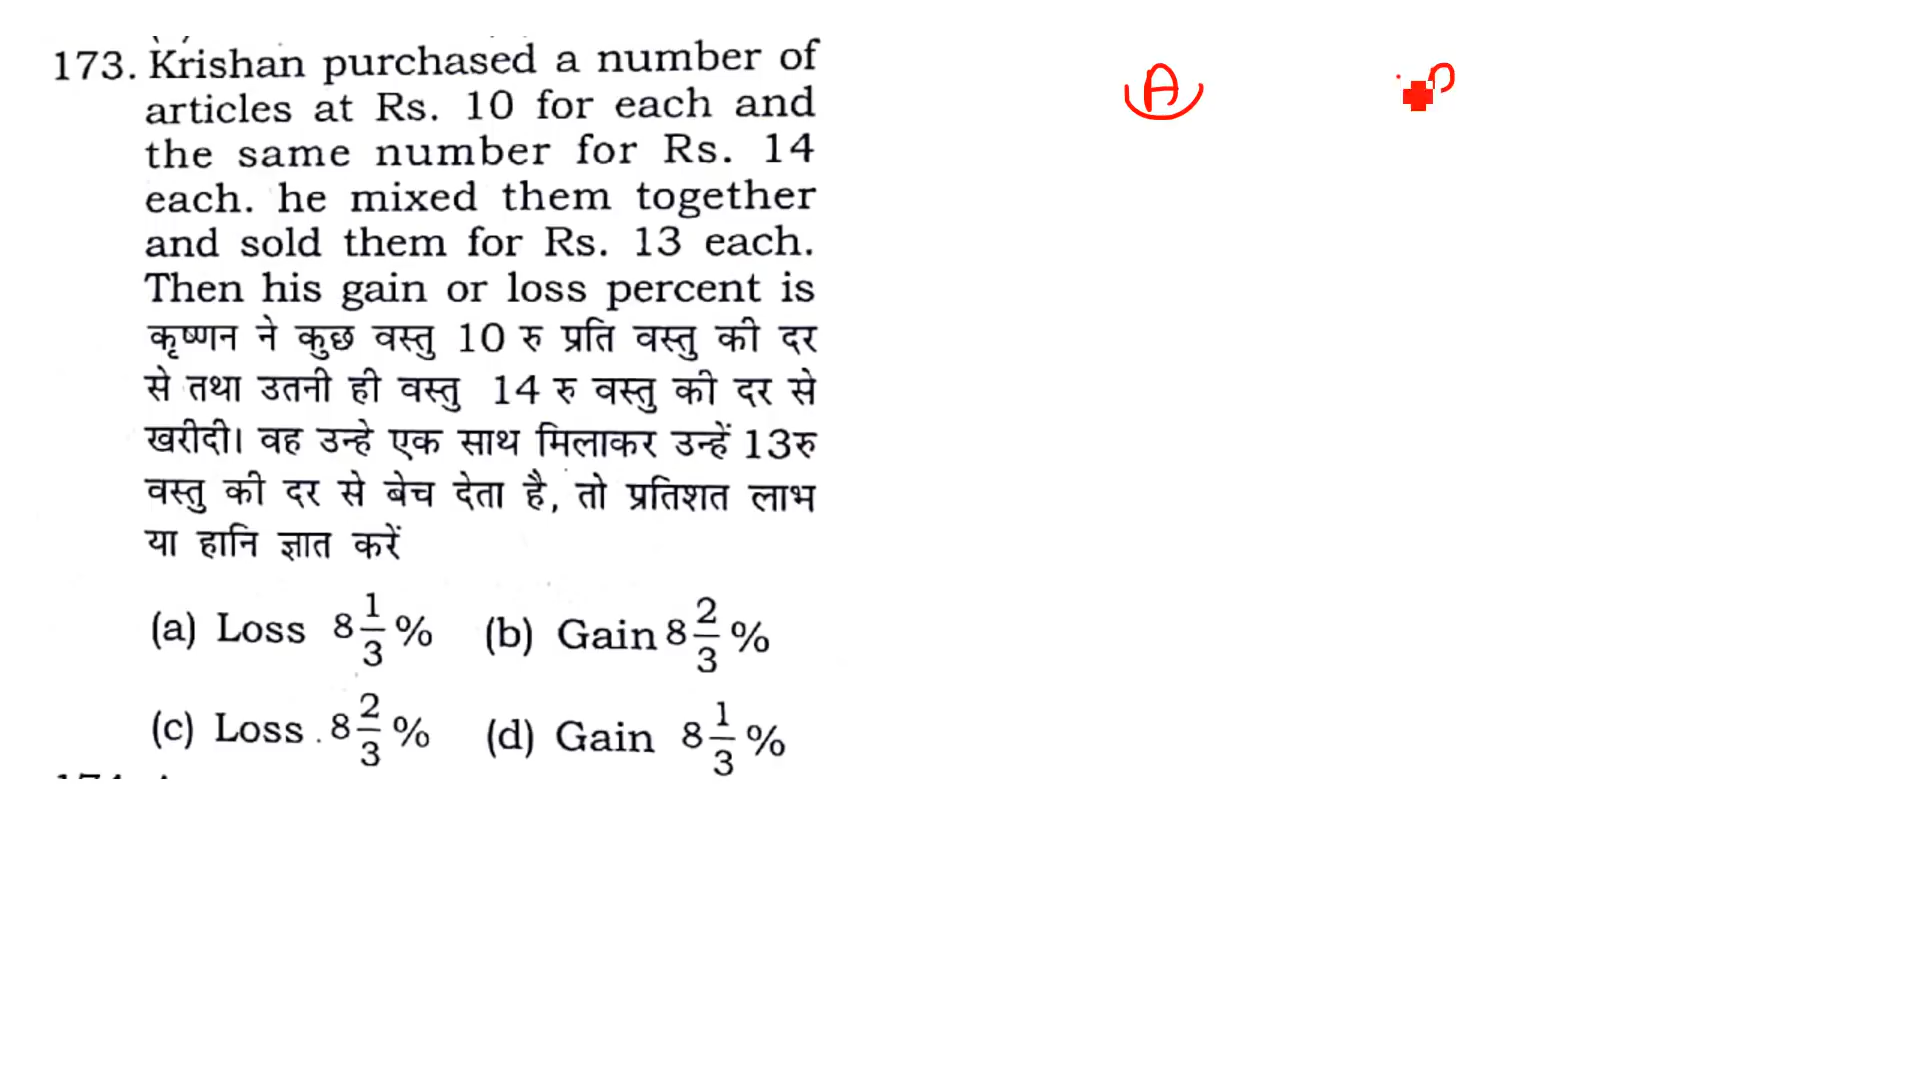 173. Krishan purchased a number of
articles at Rs. 10 for each and
the same number for Rs. 14
each. he mixed them together
and sold them for Rs. 13 each.
Then his gain or loss percent is
कृष्णन ने कुछ वस्तु 10 रु प्रति वस्तु की दर
से तथा उतनी ही वस्तु 14 रु वस्तु की दर से
खरीदी। वह उन्हे एक साथ मिलाकर उन्हें 13रु
वस्तु की दर से बेच देता है, तो प्रतिशत लाभ
या हानि ज्ञात करें
(a) Loss 8 1/3 % (b) Gain 8 2/3 %
(c) Loss 8 2/3 % (d) Gain 8 1/3 %
A